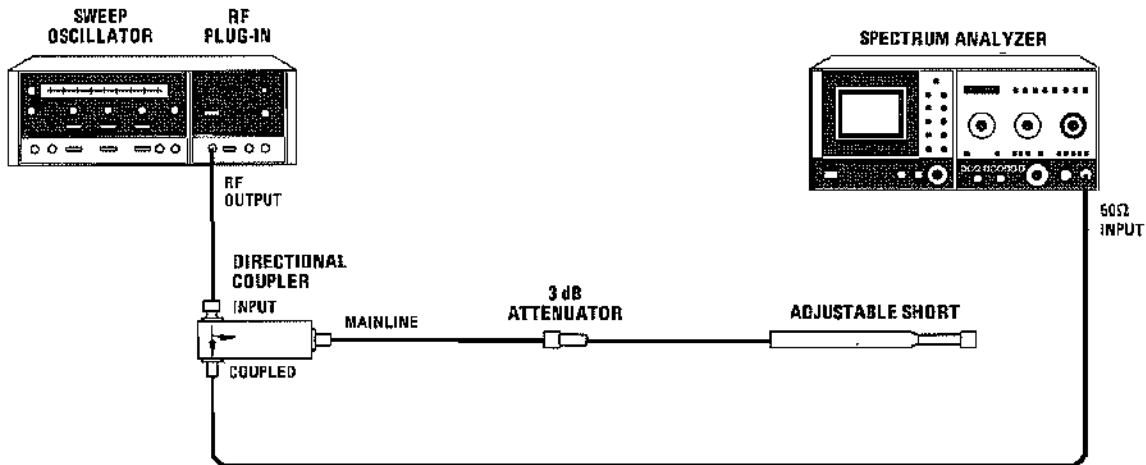 SWEEP
OSCILLATOR
RF
PLUG-IN
SPECTRUM ANALYZER
RF
OUTPUT
50Ω
INPUT
DIRECTIONAL
COUPLER
INPUT
MAINLINE
3 dB
ATTENUATOR
ADJUSTABLE SHORT
COUPLED